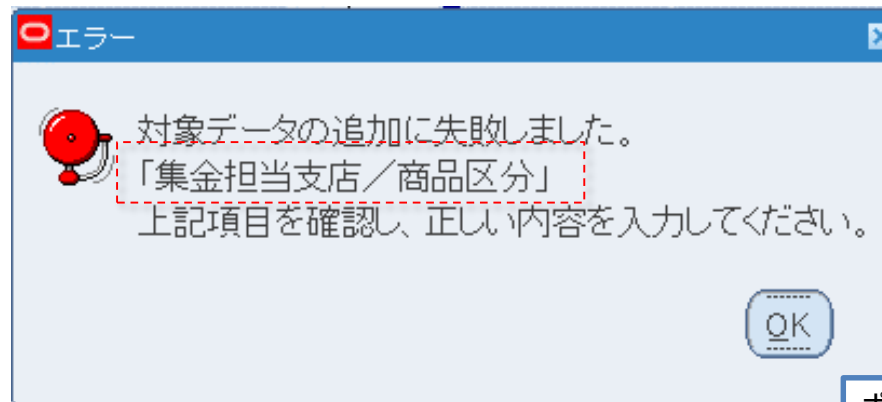 エラー
対象データの追加に失敗しました。
「集金担当支店／商品区分」
上記項目を確認し、正しい内容を入力してください。
OK